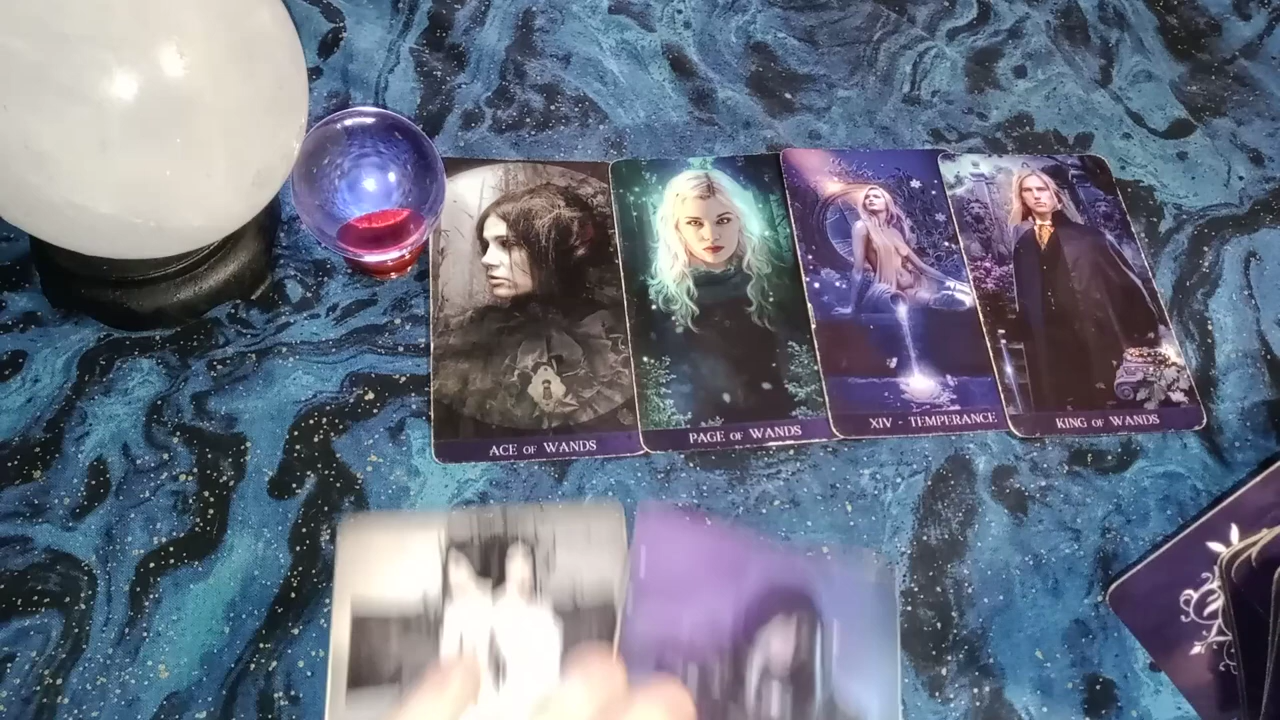 ACE OF WANDS
PAGE OF WANDS
XIV - TEMPERANCE
KING OF WANDS